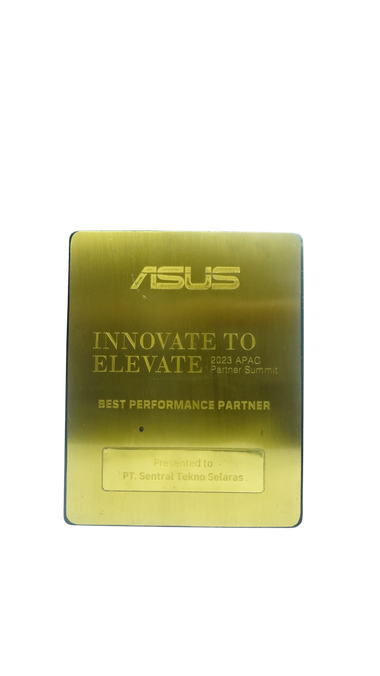 ASUS
INNOVATE TO
ELEVATE 2023 APAC
Partner Summit
BEST PERFORMANCE PARTNER
Presented to
PT. Sentral Tekno Selaras